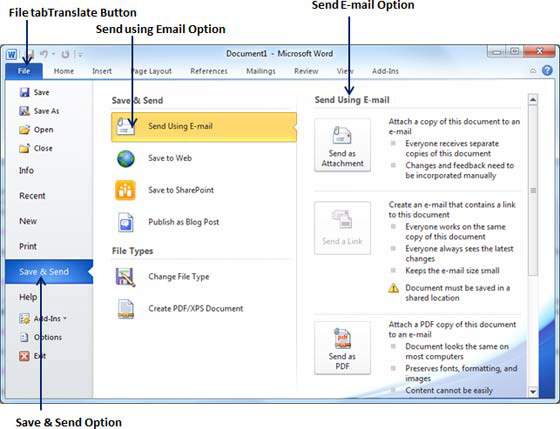 File tabTranslate Button
Send using Email Option
Send E-mail Option
Document1 - Microsoft Word
File Home Insert Page Layout References Mailings Review View Add-Ins
Save
Save As
Open
Close
Info
Recent
New
Print
Save & Send
Help
Add-Ins
Options
Exit
Save & Send
Send Using E-mail
Save to Web
Save to SharePoint
Publish as Blog Post
File Types
Change File Type
Create PDF/XPS Document
Send Using E-mail
Send as
Attachment
Attach a copy of this document to an
e-mail
Everyone receives separate
copies of this document
Changes and feedback need to
be incorporated manually
Send a Link
Create an e-mail that contains a link
to this document
Everyone works on the same
copy of this document
Everyone always sees the latest
changes
Keeps the e-mail size small
Document must be saved in a
shared location
Send as
PDF
Attach a PDF copy of this document
to an e-mail
Document looks the same on
most computers
Preserves fonts, formatting, and
images
Content cannot be easily
Save & Send Option